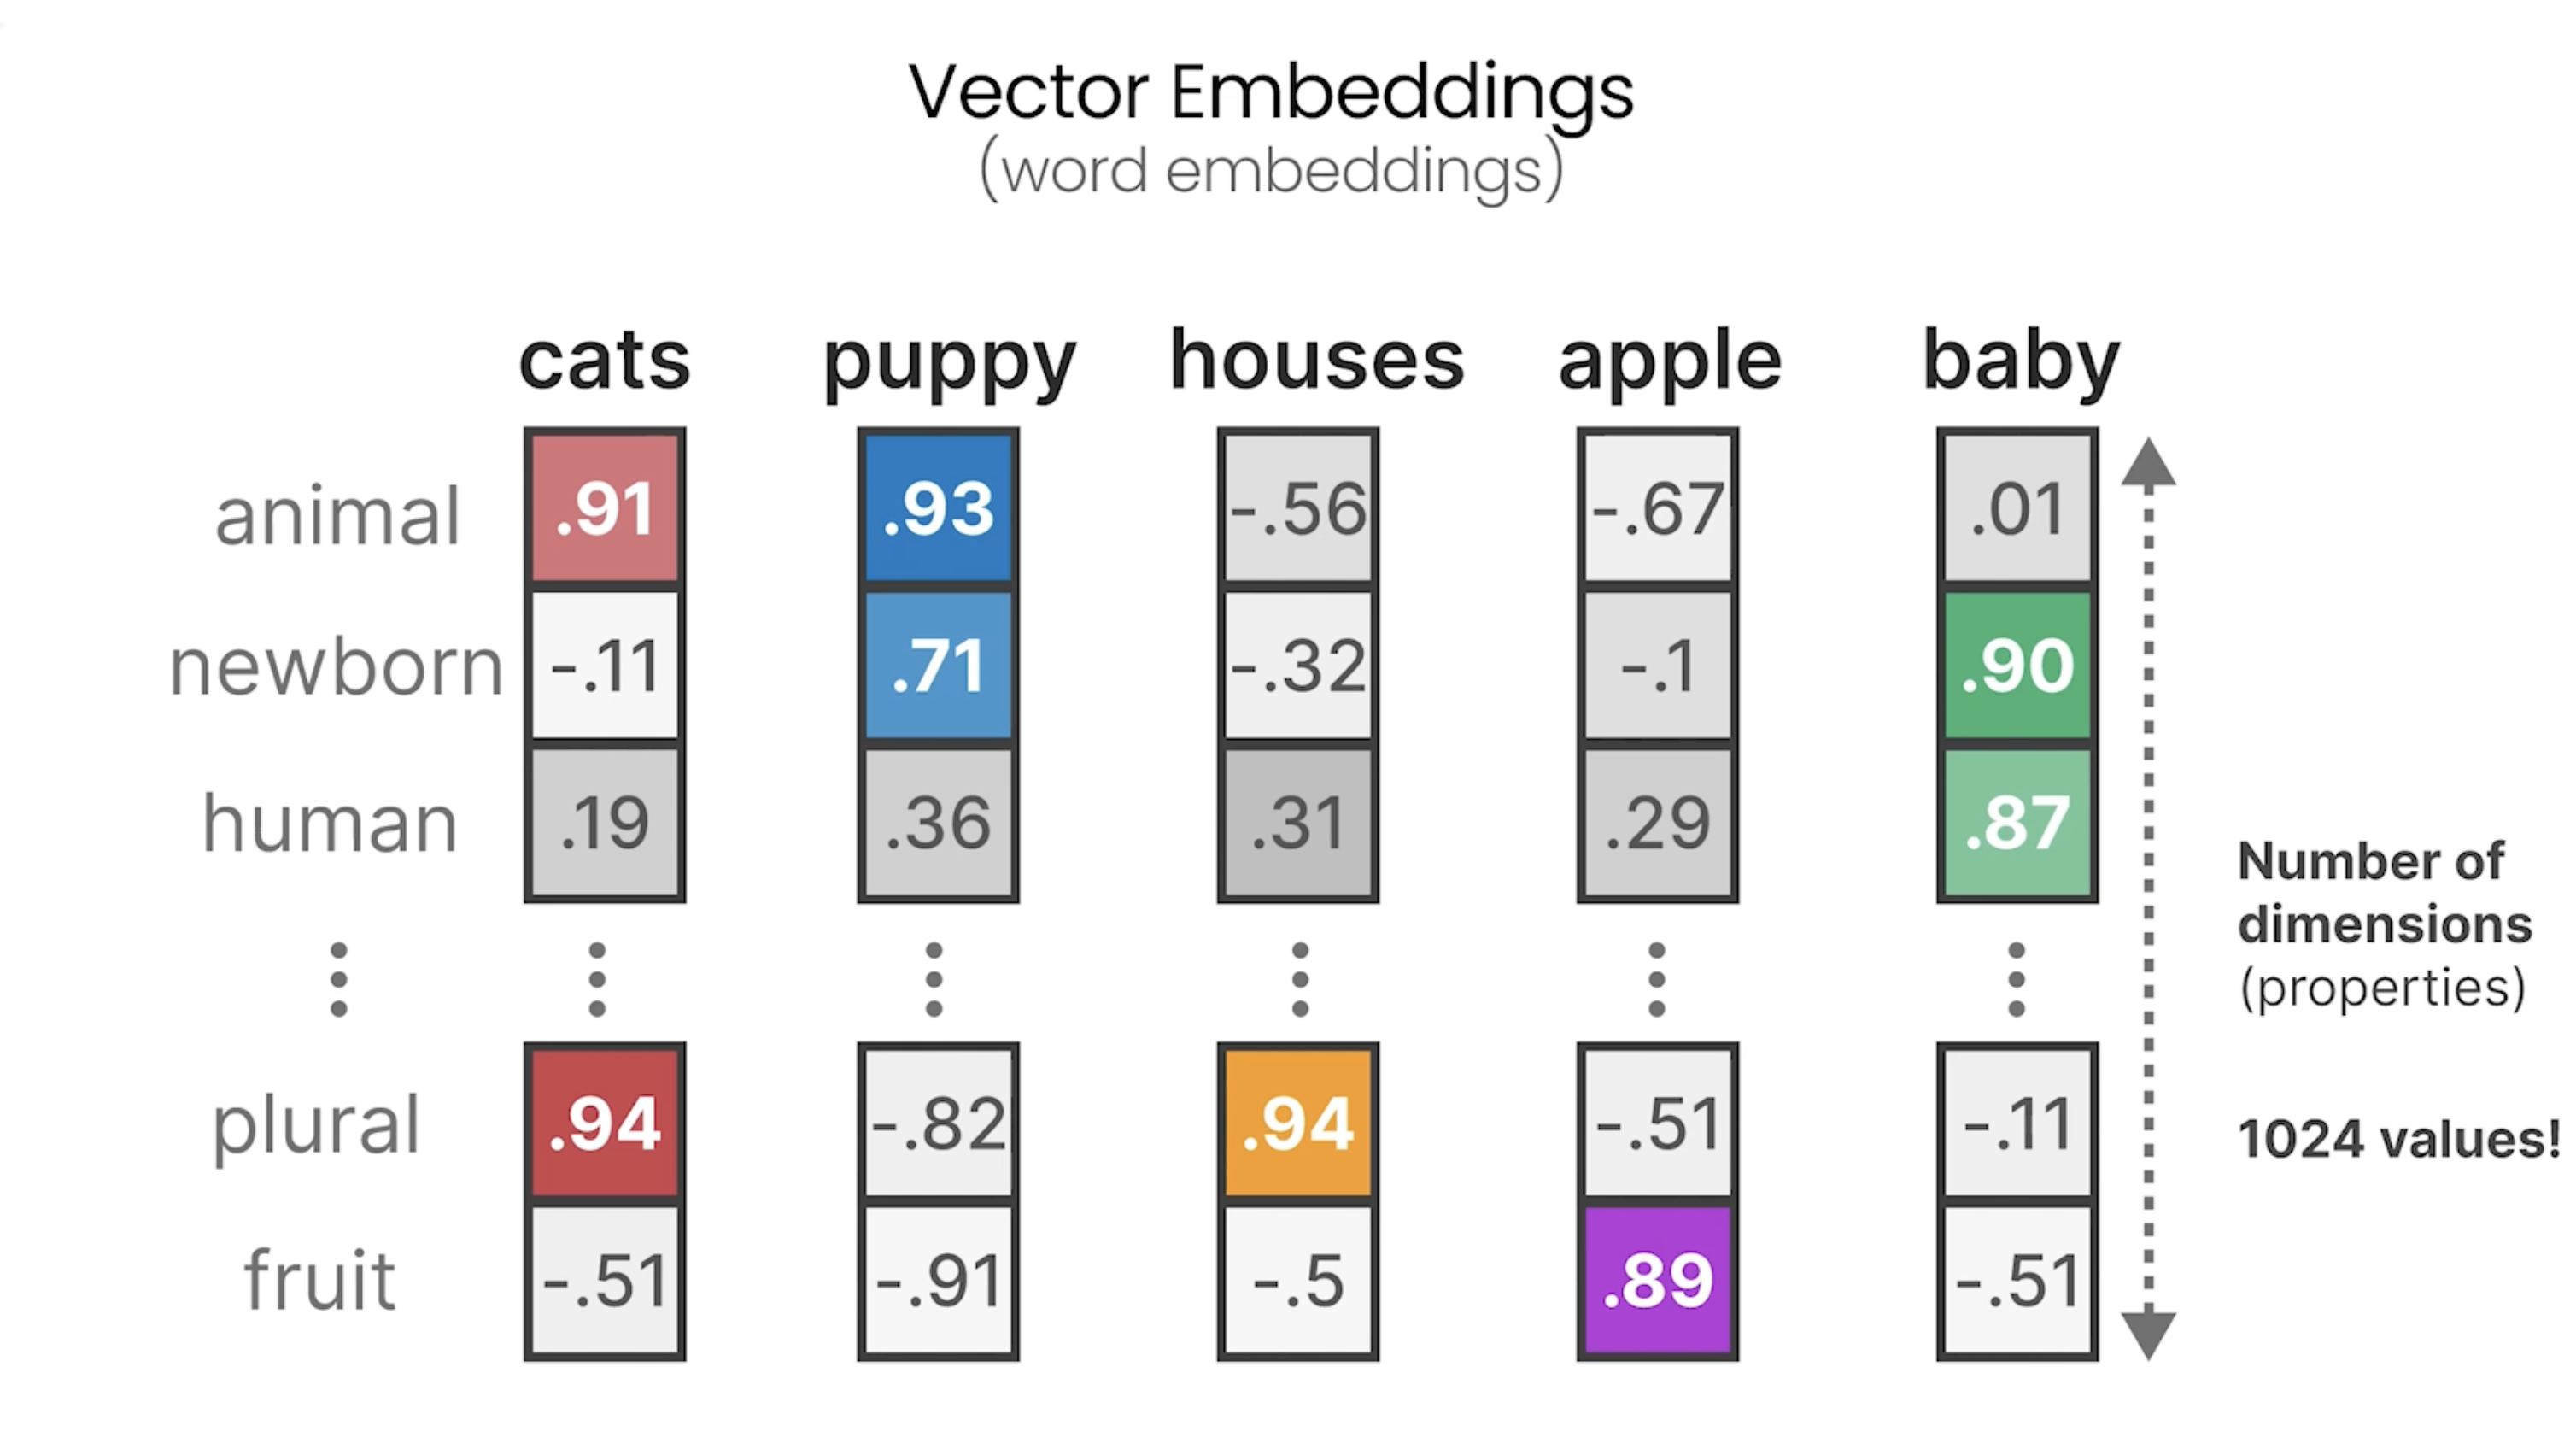 Vector Embeddings
(word embeddings)
cats puppy houses apple baby
animal .91 .93 -.56 -.67 .01
newborn -.11 .71 -.32 -.1 .90
human .19 .36 .31 .29 .87
Number of
dimensions
(properties)
plural .94 -.82 .94 -.51 -.11
1024 values!
fruit -.51 -.91 -.5 .89 -.51